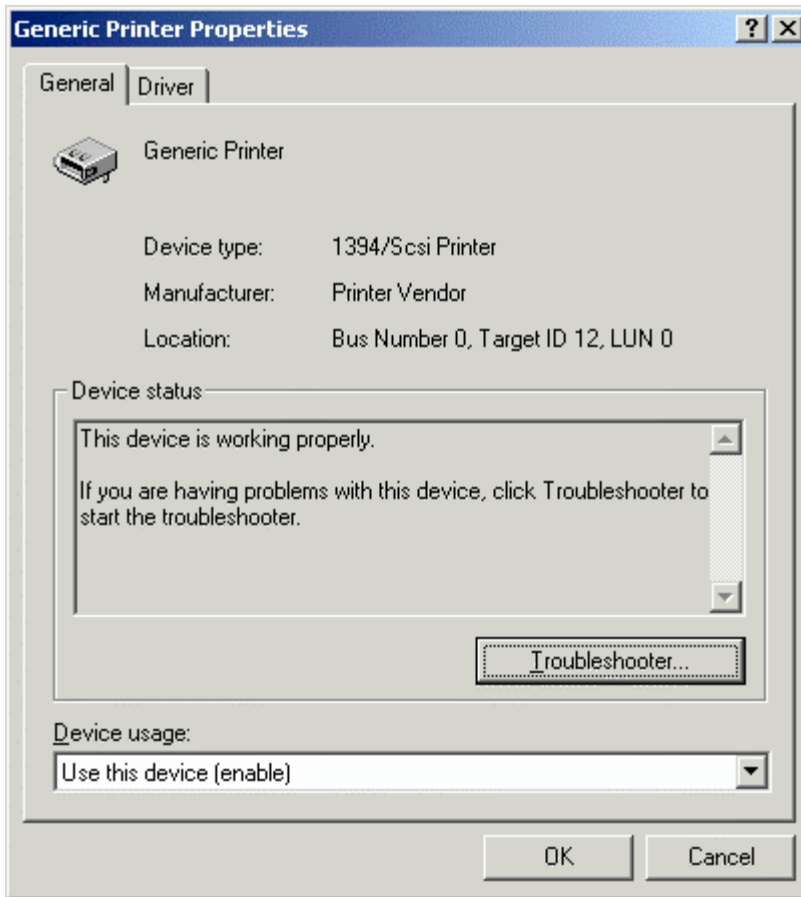 Generic Printer Properties
General
Driver
Generic Printer
Device type: 1394/Scsi Printer
Manufacturer: Printer Vendor
Location: Bus Number 0, Target ID 12, LUN 0
Device status
This device is working properly.
If you are having problems with this device, click Troubleshooter to
start the troubleshooter.
Troubleshooter...
Device usage:
Use this device (enable)
OK
Cancel